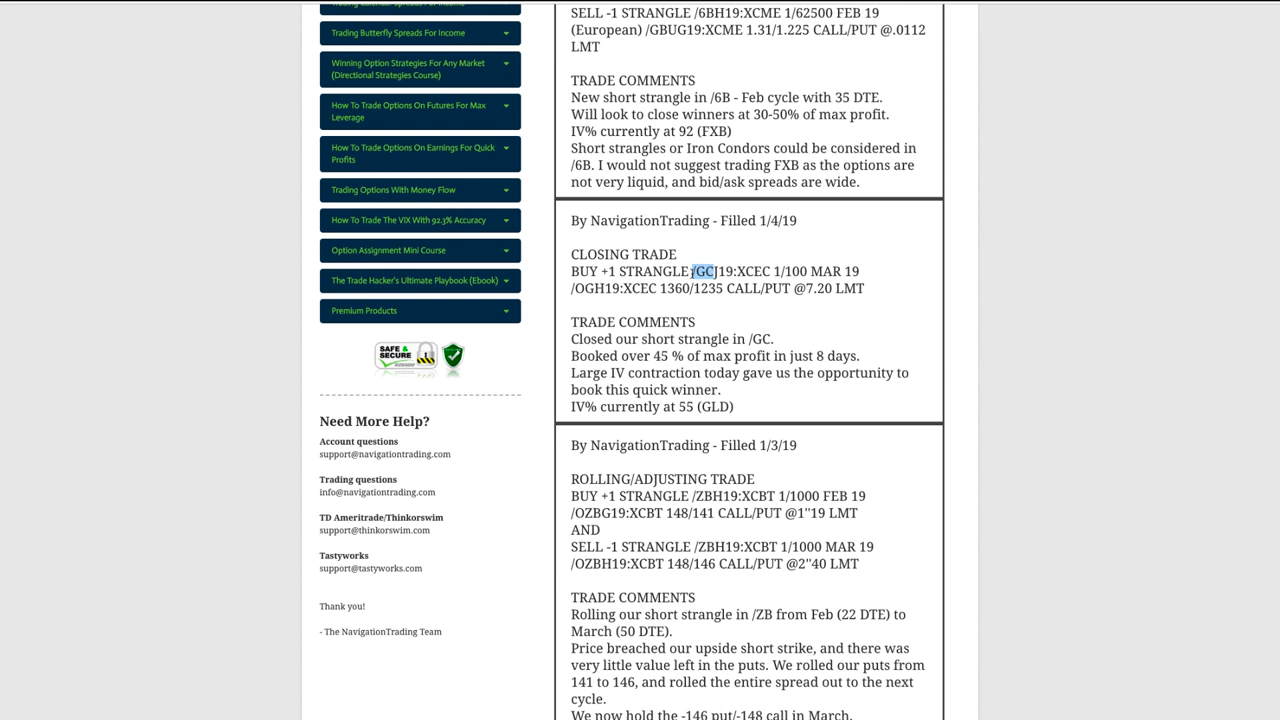 Trading Calendar Spreads For Income
Trading Butterfly Spreads For Income
Winning Option Strategies For Any Market
(Directional Strategies Course)
How To Trade Options On Futures For Max
Leverage
How To Trade Options On Earnings For Quick
Profits
Trading Options With Money Flow
How To Trade The VIX With 92.3% Accuracy
Option Assignment Mini Course
The Trade Hacker's Ultimate Playbook (Ebook)
Premium Products
SAFE &
SECURE
Need More Help?
Account questions
support@navigationtrading.com
Trading questions
info@navigationtrading.com
TD Ameritrade/Thinkorswim
support@thinkorswim.com
Tastyworks
support@tastyworks.com
Thank you!
- The NavigationTrading Team
SELL -1 STRANGLE /6BH19:XCME 1/62500 FEB 19
(European) /GBUG19:XCME 1.31/1.225 CALL/PUT @.0112
LMT
TRADE COMMENTS
New short strangle in /6B - Feb cycle with 35 DTE.
Will look to close winners at 30-50% of max profit.
IV% currently at 92 (FXB)
Short strangles or Iron Condors could be considered in
/6B. I would not suggest trading FXB as the options are
not very liquid, and bid/ask spreads are wide.
By NavigationTrading - Filled 1/4/19
CLOSING TRADE
BUY +1 STRANGLE /GCJ19:XCEC 1/100 MAR 19
/OGH19:XCEC 1360/1235 CALL/PUT @7.20 LMT
TRADE COMMENTS
Closed our short strangle in /GC.
Booked over 45 % of max profit in just 8 days.
Large IV contraction today gave us the opportunity to
book this quick winner.
IV% currently at 55 (GLD)
By NavigationTrading - Filled 1/3/19
ROLLING/ADJUSTING TRADE
BUY +1 STRANGLE /ZBH19:XCBT 1/1000 FEB 19
/OZBG19:XCBT 148/141 CALL/PUT @1"19 LMT
AND
SELL -1 STRANGLE /ZBH19:XCBT 1/1000 MAR 19
/OZBH19:XCBT 148/146 CALL/PUT @2"40 LMT
TRADE COMMENTS
Rolling our short strangle in /ZB from Feb (22 DTE) to
March (50 DTE).
Price breached our upside short strike, and there was
very little value left in the puts. We rolled our puts from
141 to 146, and rolled the entire spread out to the next
cycle.
We now hold the -146 put/-148 call in March.